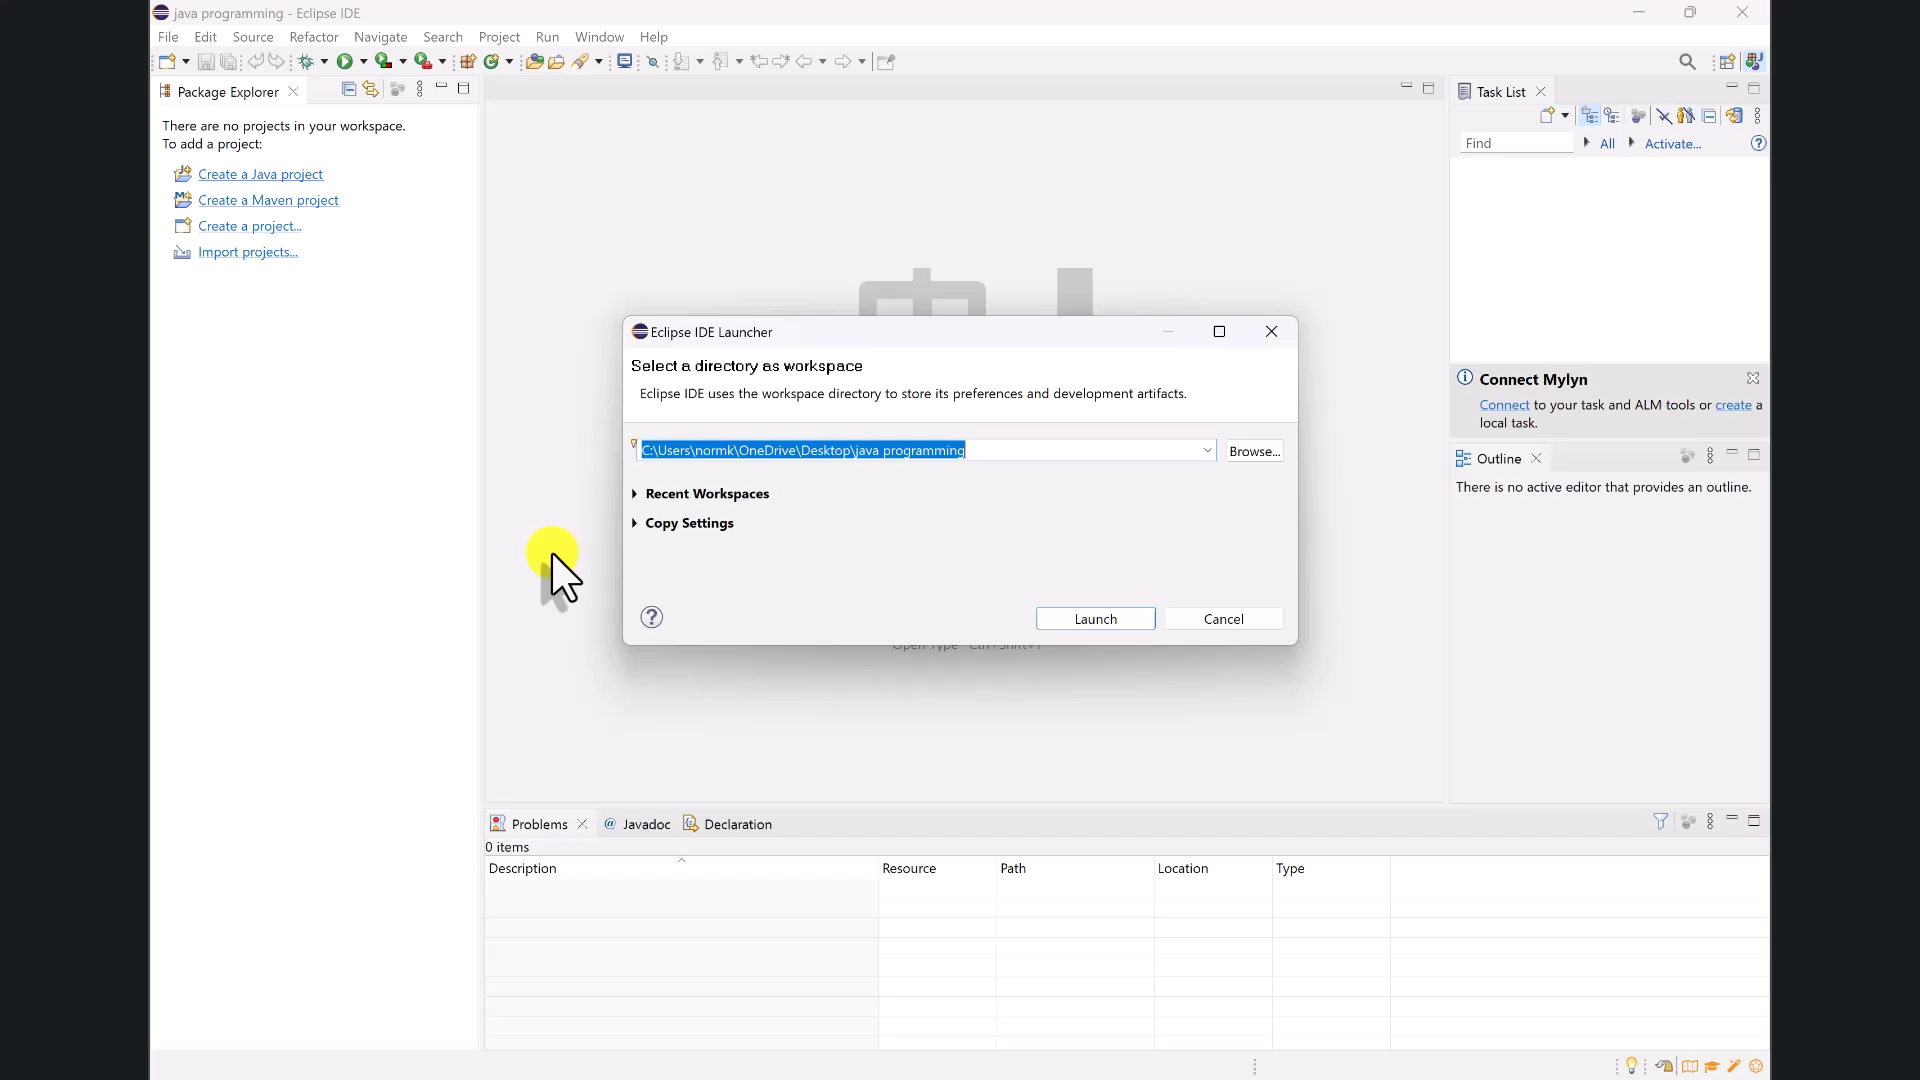 java programming - Eclipse IDE
File Edit Source Refactor Navigate Search Project Run Window Help
Package Explorer
There are no projects in your workspace.
To add a project:
Create a Java project
Create a Maven project
Create a project...
Import projects...
Eclipse IDE Launcher
Select a directory as workspace
Eclipse IDE uses the workspace directory to store its preferences and development artifacts.
C:\Users\normk\OneDrive\Desktop\java programming
Browse...
Recent Workspaces
Copy Settings
Launch Cancel
Open Type Ctrl+Shift+T
Task List
Find All Activate...
Connect Mylyn
Connect to your task and ALM tools or create a
local task.
Outline
There is no active editor that provides an outline.
Problems @ Javadoc Declaration
0 items
Description Resource Path Location Type